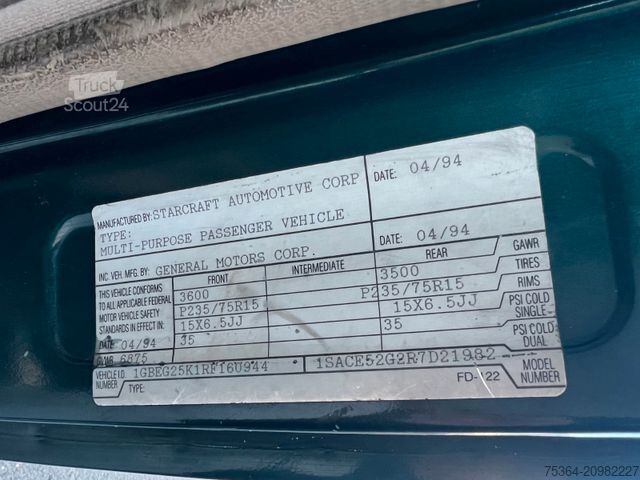 Truck
Scout24
MANUFACTURED BY: STARCRAFT AUTOMOTIVE CORP DATE: 04/94
TYPE:
MULTI-PURPOSE PASSENGER VEHICLE
INC. VEH. MFG. BY: GENERAL MOTORS CORP. DATE: 04/94
FRONT INTERMEDIATE REAR GAWR
THIS VEHICLE CONFORMS 3600 3500 TIRES
TO ALL APPLICABLE FEDERAL P235/75R15 P235/75R15 RIMS
MOTOR VEHICLE SAFETY 15X6.5JJ 15X6.5JJ PSI COLD SINGLE
STANDARDS IN EFFECT IN: 35 35 PSI COLD DUAL
04/94
6875
VEHICLE I.D. NUMBER 1GBEG25K1RF160944 1SACE52G2R7D21982 MODEL NUMBER
TYPE: FD-122
75364-20982227